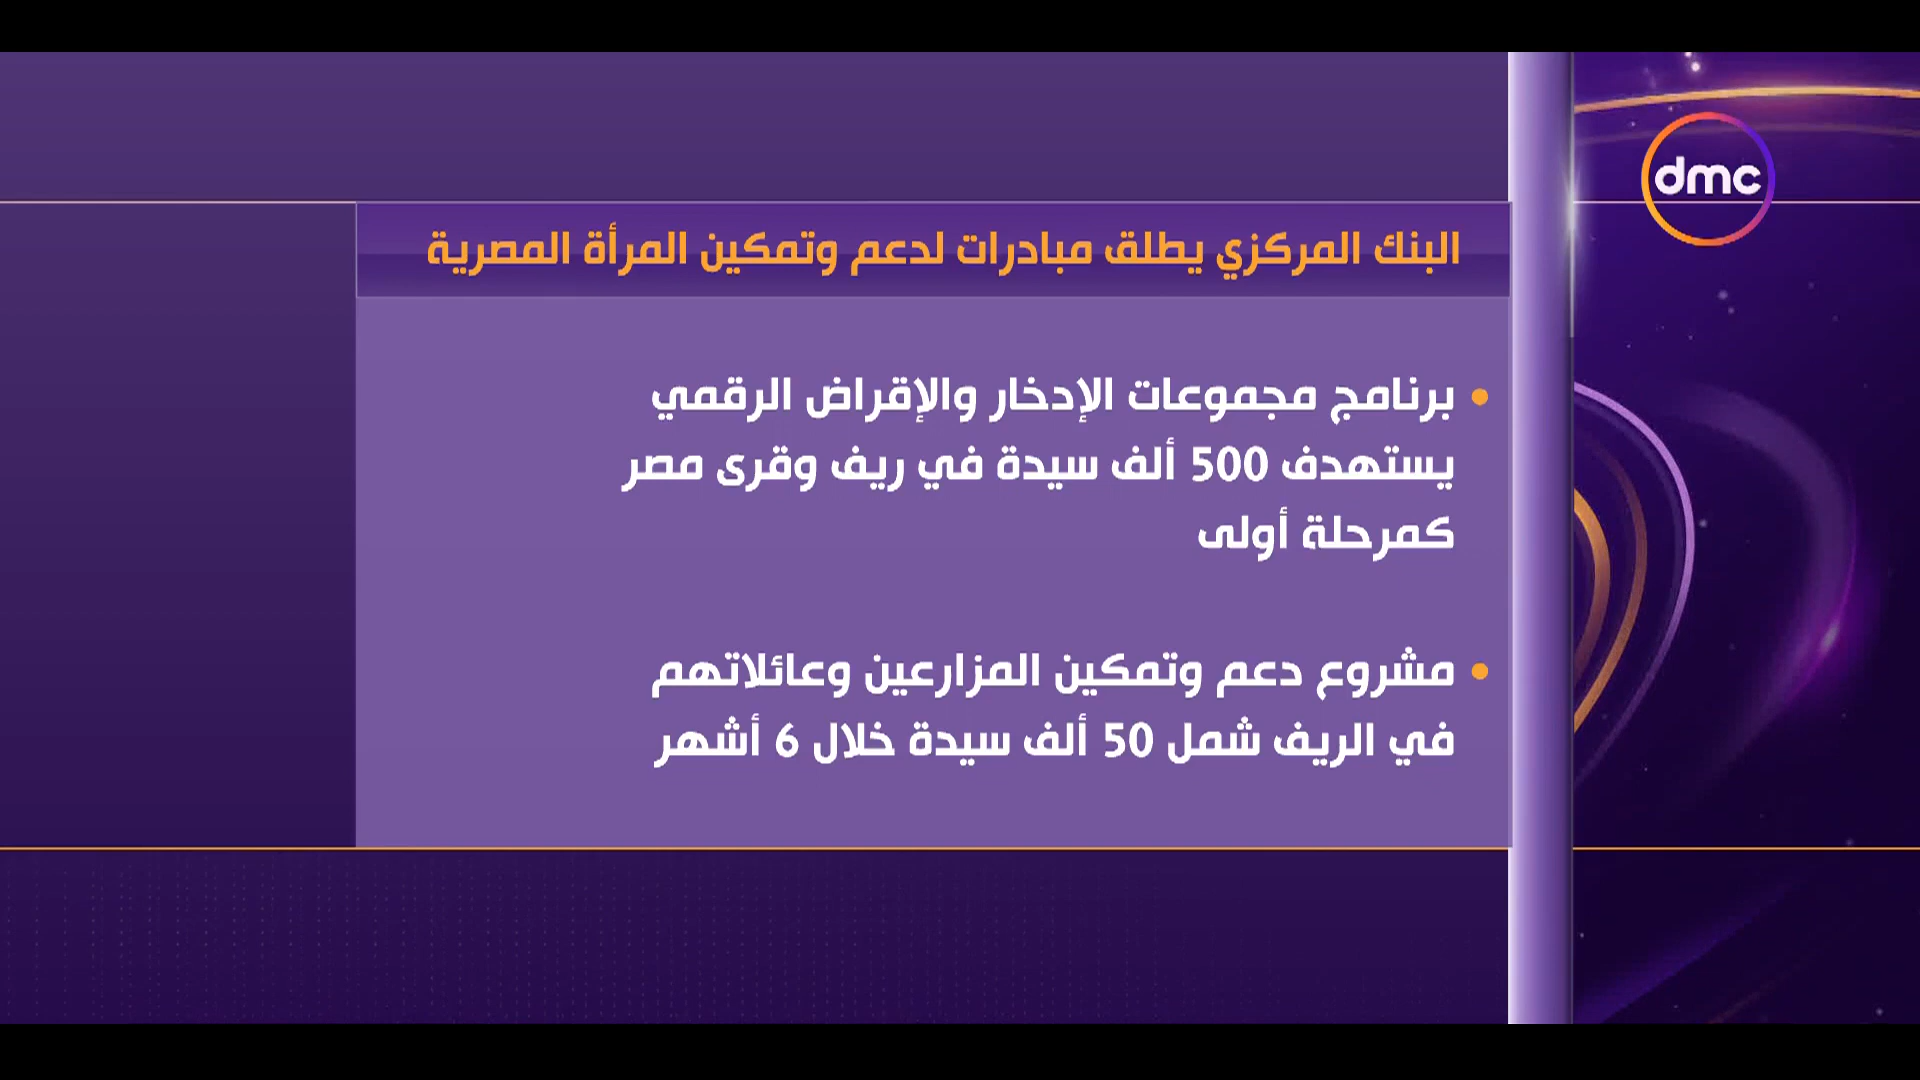 dmc
البنك المركزي يطلق مبادرات لدعم وتمكين المرأة المصرية
• برنامج مجموعات الإدخار والإقراض الرقمي
يستهدف 500 ألف سيدة في ريف وقرى مصر
كمرحلة أولى
• مشروع دعم وتمكين المزارعين وعائلاتهم
في الريف شمل 50 ألف سيدة خلال 6 أشهر